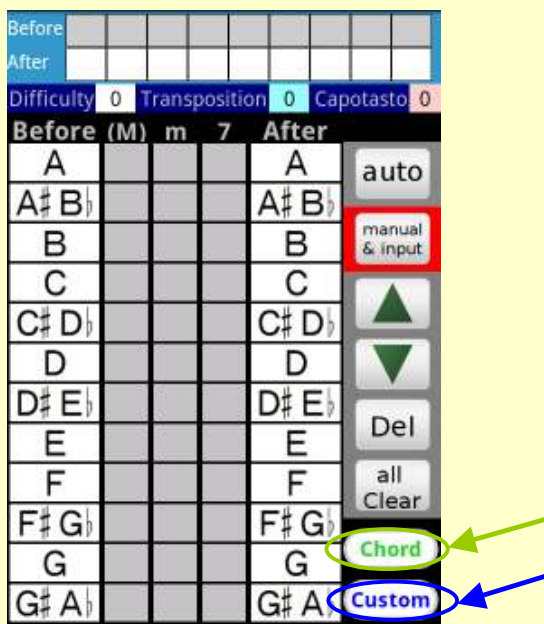 Before
After
Difficulty 0 Transposition 0 Capotasto 0
Before (M) m 7 After
A A auto
A♯ B♭ A♯ B♭
B B manual & input
C C
C♯ D♭ C♯ D♭
D D
D♯ E♭ D♯ E♭
E E Del
F F all Clear
F♯ G♭ F♯ G♭
G G Chord
G♯ A♭ G♯ A♭ Custom